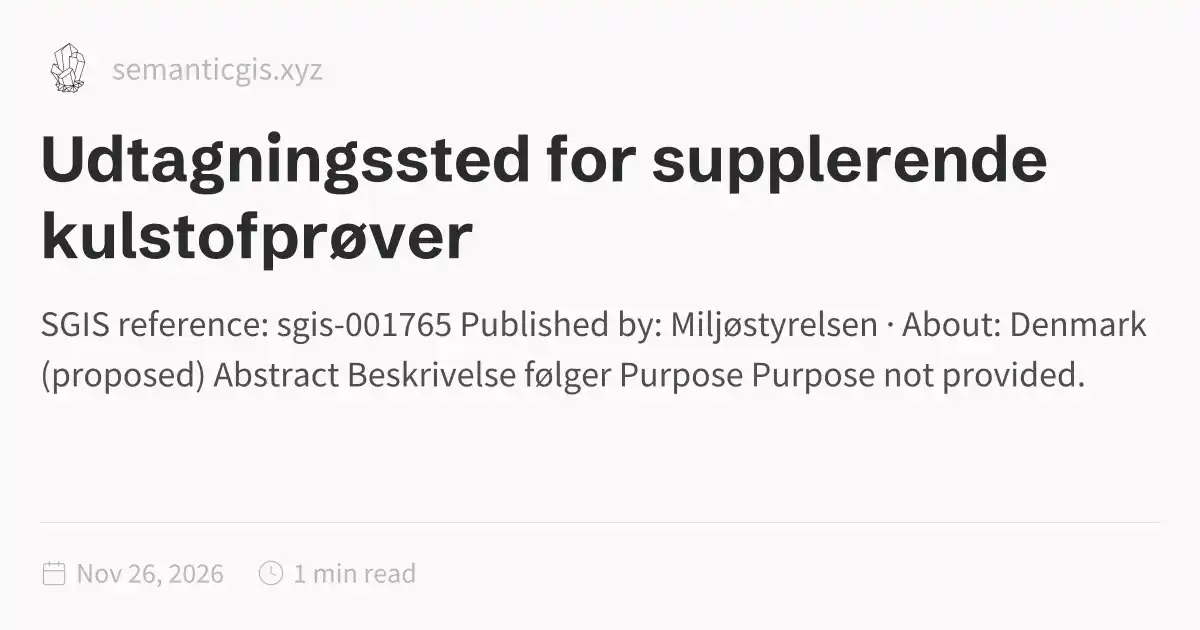 semanticgis.xyz
Udtagningssted for supplerende
kulstofprøver
SGIS reference: sgis-001765 Published by: Miljøstyrelsen · About: Denmark
(proposed) Abstract Beskrivelse følger Purpose Purpose not provided.
Nov 26, 2026 1 min read